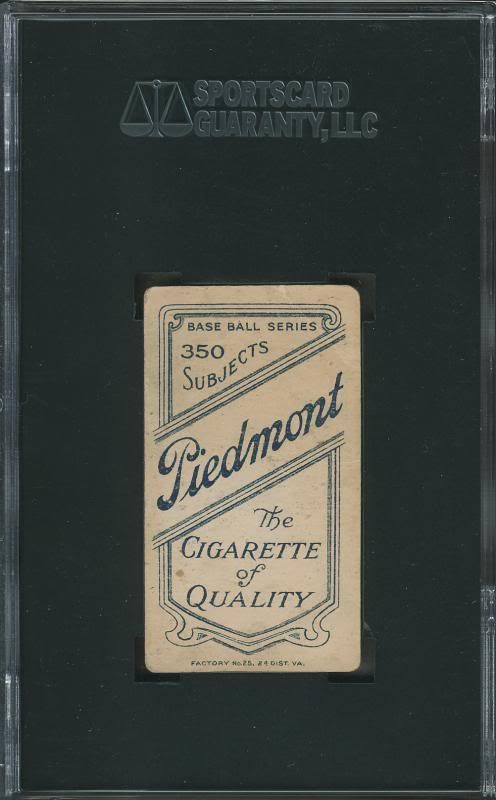 SPORTSCARD
GUARANTY, LLC
BASE BALL SERIES
350
SUBJECTS
Piedmont
The
CIGARETTE
of
QUALITY
FACTORY No. 25, 2d DIST. VA.